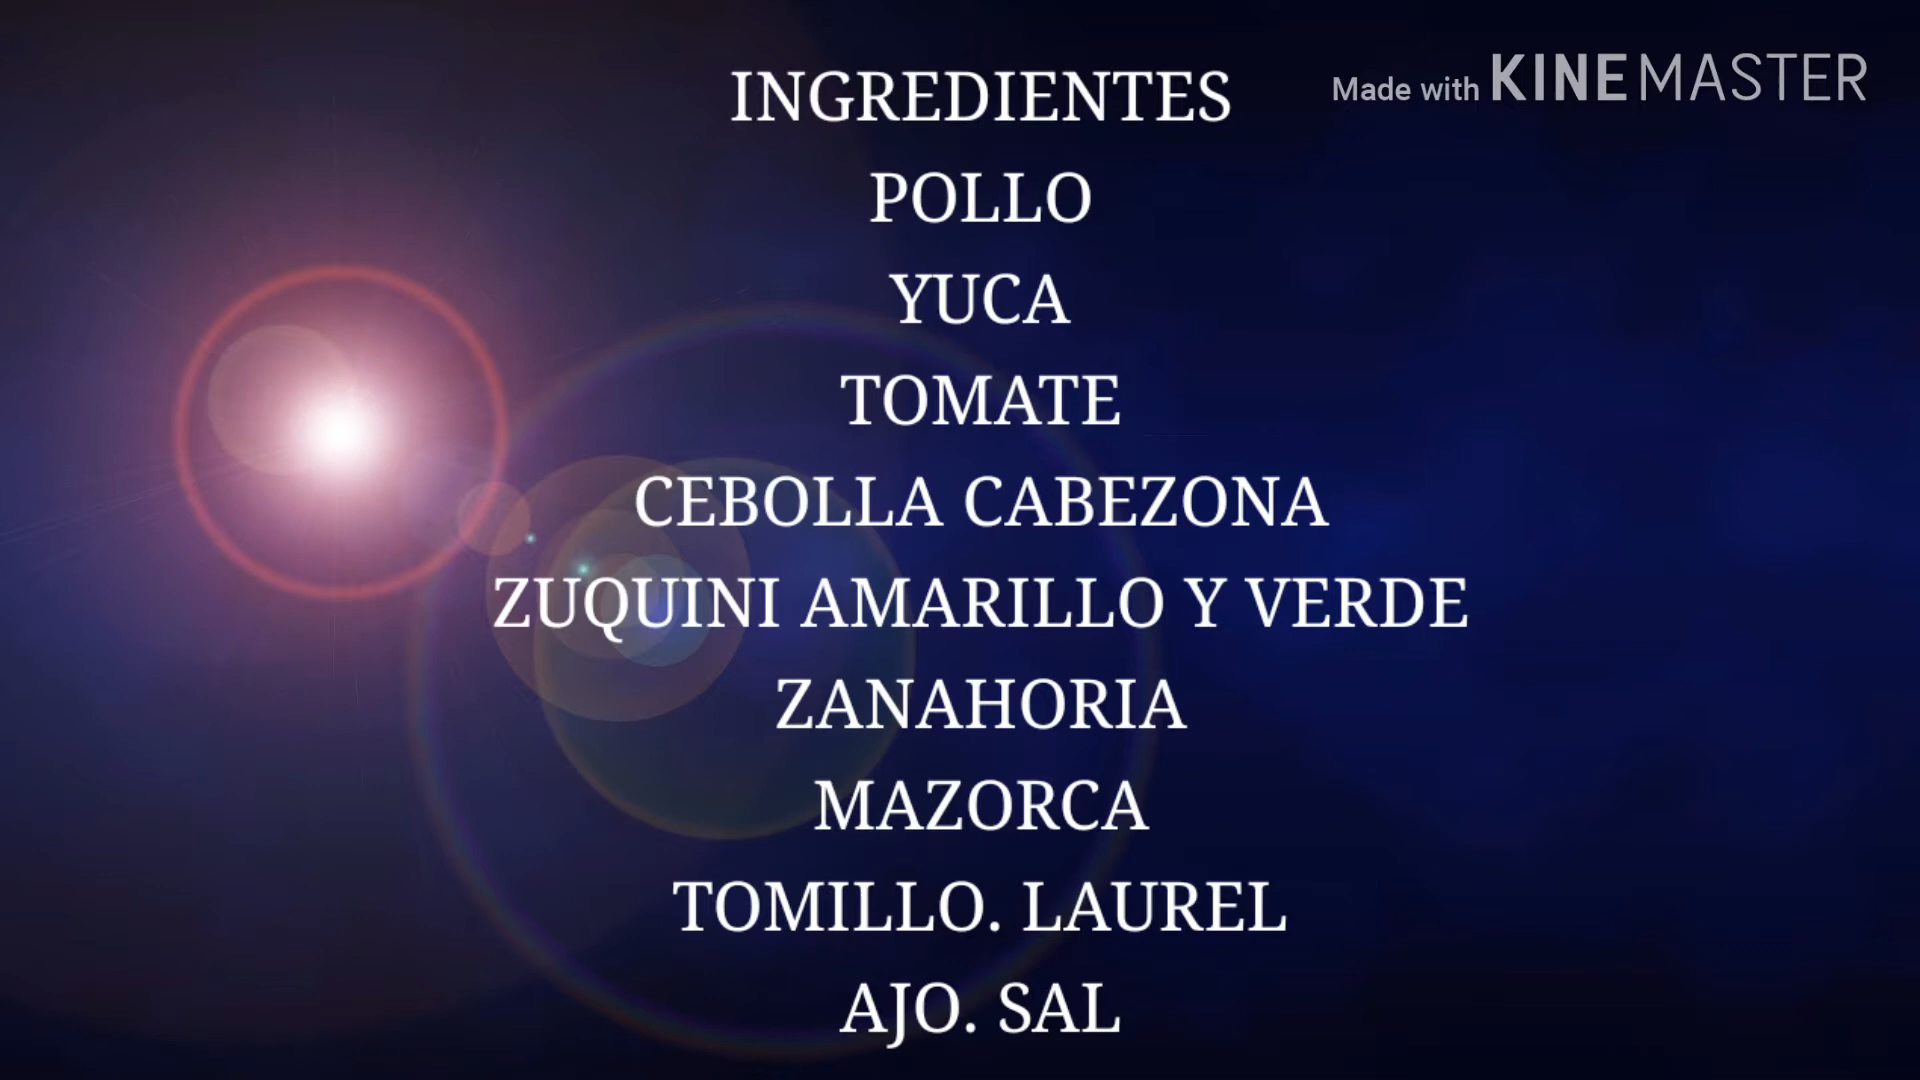 INGREDIENTES
Made with KINEMASTER
POLLO
YUCA
TOMATE
CEBOLLA CABEZONA
ZUQUINI AMARILLO Y VERDE
ZANAHORIA
MAZORCA
TOMILLO. LAUREL
AJO. SAL